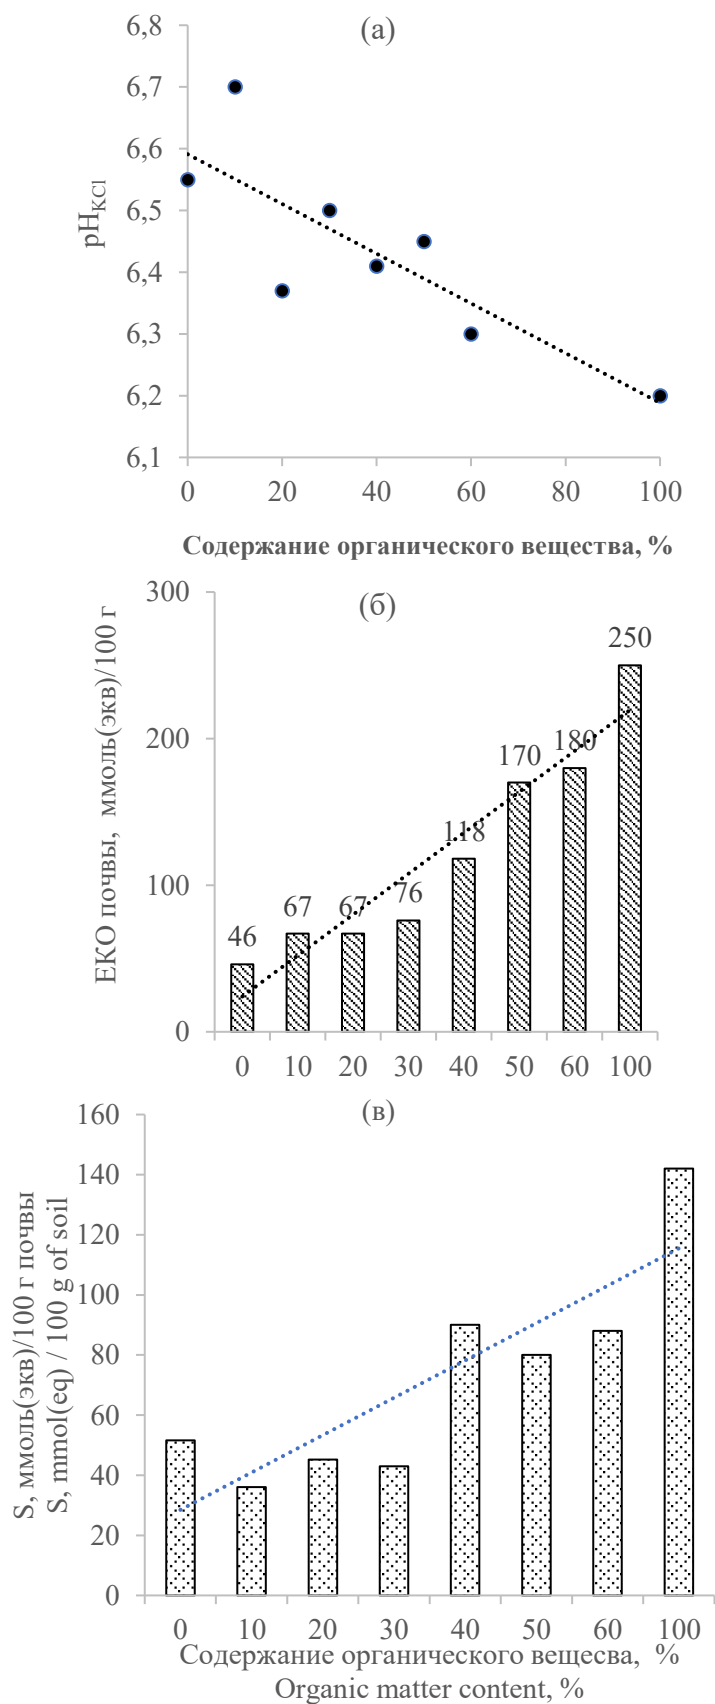 (а)
6,8
6,7
6,6
6,5
6,4
6,3
6,2
6,1
pHKCl
0 20 40 60 80 100
Содержание органического вещества, %
(б)
300
200
100
0
ЕКО почвы, ммоль(экв)/100 г
46 67 67 76 118 170 180 250
0 10 20 30 40 50 60 100
(в)
160
140
120
100
80
60
40
20
0
S, ммоль(экв)/100 г почвы
S, mmol(eq) / 100 g of soil
0 10 20 30 40 50 60 100
Содержание органического вещесва, %
Organic matter content, %